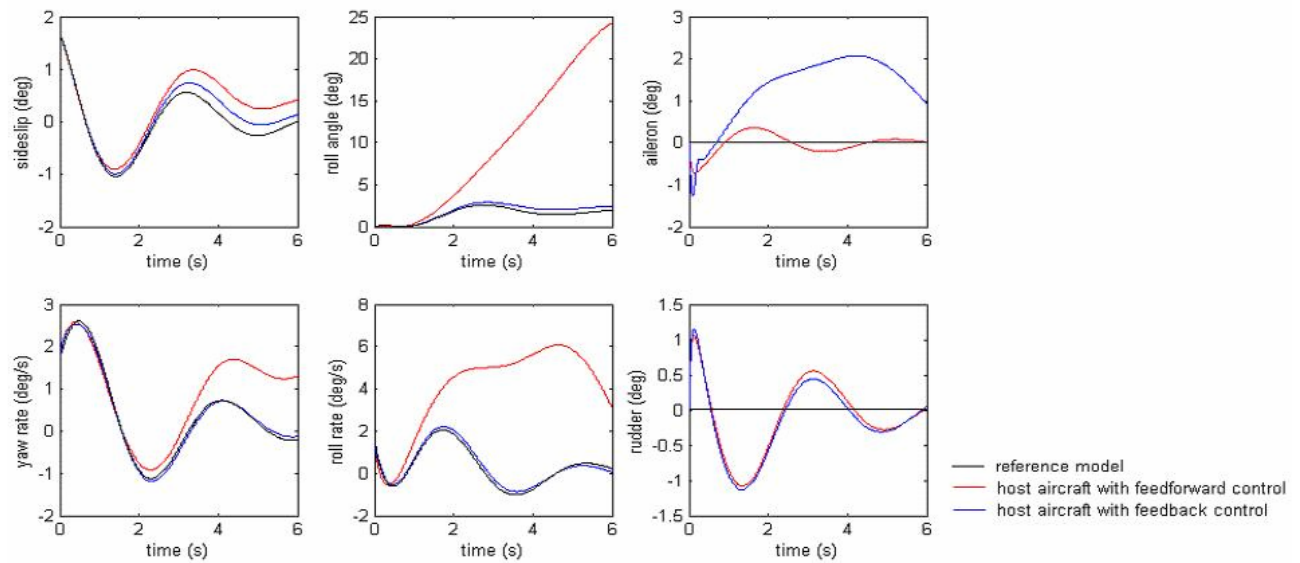 2
1
0
-1
-2
sideslip (deg)
0 2 4 6
time (s)
25
20
15
10
5
0
roll angle (deg)
0 2 4 6
time (s)
3
2
1
0
-1
-2
aileron (deg)
0 2 4 6
time (s)
3
2
1
0
-1
-2
yaw rate (deg/s)
0 2 4 6
time (s)
8
6
4
2
0
-2
roll rate (deg/s)
0 2 4 6
time (s)
1.5
1
0.5
0
-0.5
-1
-1.5
rudder (deg)
0 2 4 6
time (s)
reference model
host aircraft with feedforward control
host aircraft with feedback control